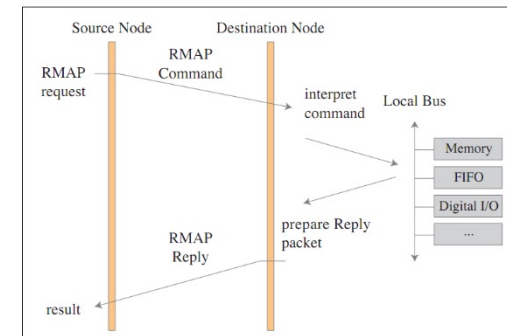 Source Node
Destination Node
RMAP
request
RMAP
Command
interpret
command
Local Bus
Memory
FIFO
Digital I/O
...
prepare Reply
packet
RMAP
Reply
result